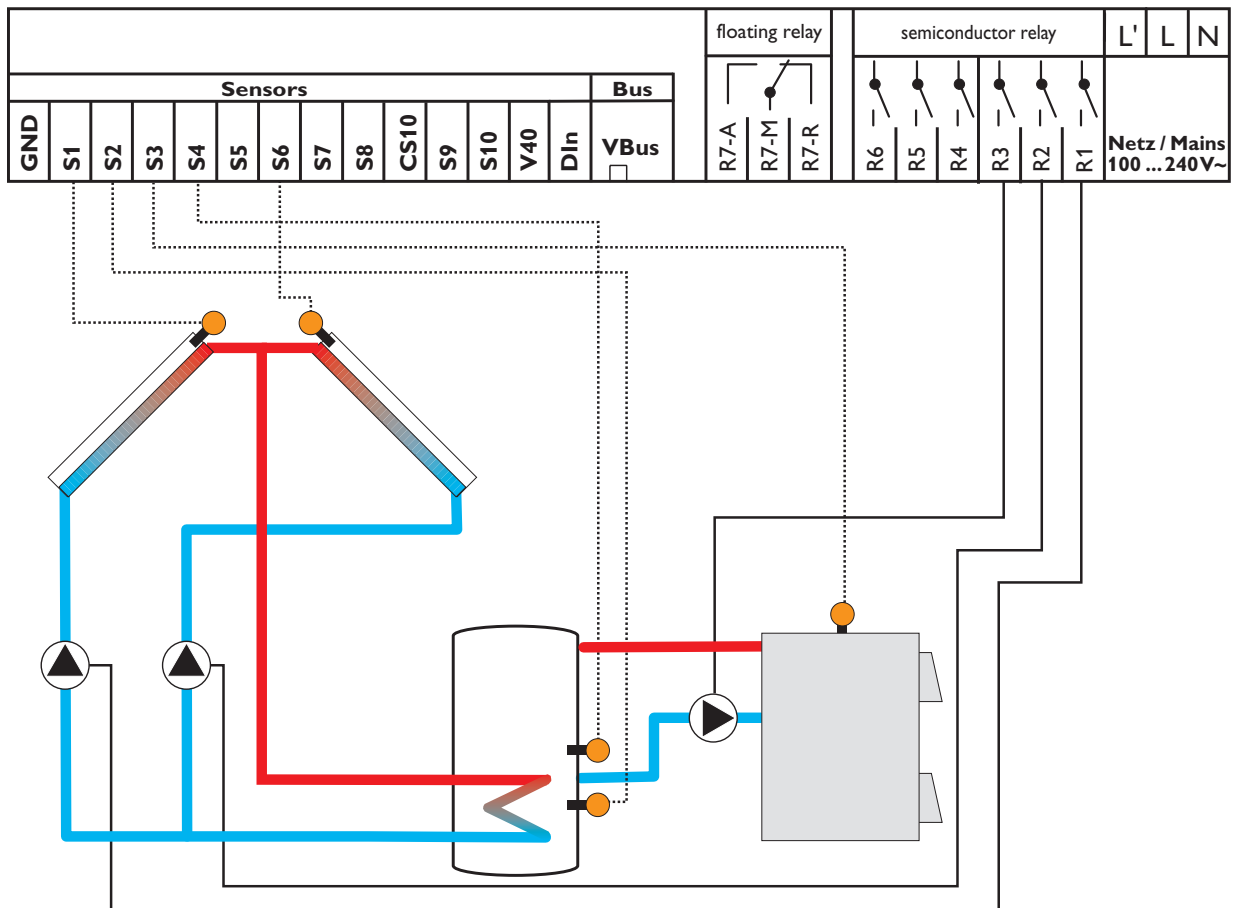 floating relay
semiconductor relay
L' L N
Sensors
Bus
GND S1 S2 S3 S4 S5 S6 S7 S8 CS10 S9 S10 V40 DIn
VBus
R7-A R7-M R7-R
R6 R5 R4 R3 R2 R1
Netz / Mains
100 ... 240 V~